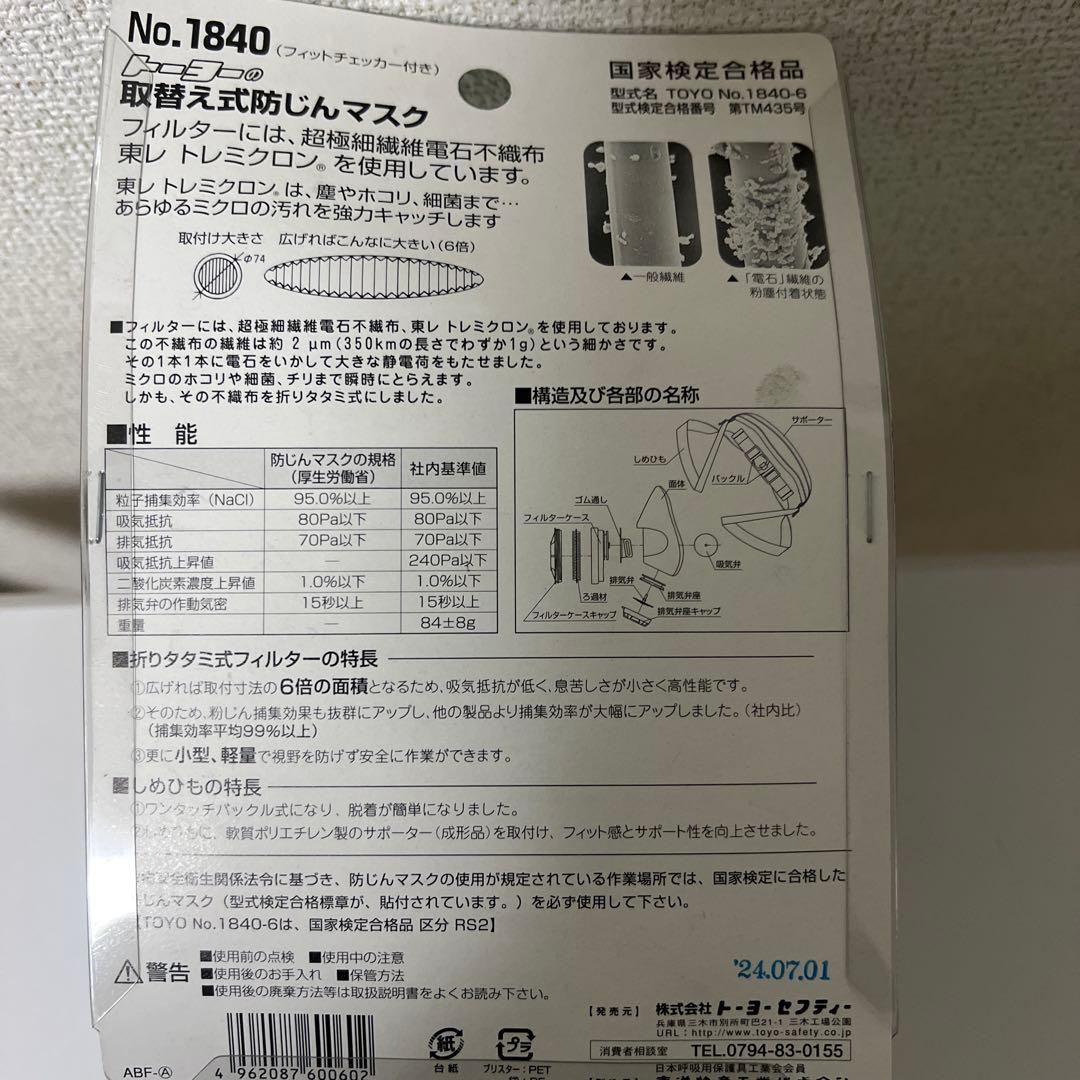 No.1840(フィットチェッカー付き)
トーヨーの
取替え式防じんマスク
フィルターには、超極細繊維電石不織布
東レ トレミクロン®を使用しています。
東レ トレミクロン®は、塵やホコリ、細菌まで…
あらゆるミクロの汚れを強力キャッチします
国家検定合格品
型式名 TOYO No.1840-6
型式検定合格番号 第TM435号
取付け大きさ 広げればこんなに大きい(6倍)
φ74
▲一般繊維
▲「電石」繊維の
粉塵付着状態
■フィルターには、超極細繊維電石不織布、東レ トレミクロン®を使用しております。
この不織布の繊維は約 2 μm(350kmの長さでわずか1g)という細かさです。
その1本1本に電石をいかして大きな静電荷をもたせました。
ミクロのホコリや細菌、チリまで瞬時にとらえます。
しかも、その不織布を折りタタミ式にしました。
■性 能
防じんマスクの規格(厚生労働省) 社内基準値
粒子捕集効率(NaCl) 95.0%以上 95.0%以上
吸気抵抗 80Pa以下 80Pa以下
排気抵抗 70Pa以下 70Pa以下
吸気抵抗上昇値 — 240Pa以下
二酸化炭素濃度上昇値 1.0%以下 1.0%以下
排気弁の作動気密 15秒以上 15秒以上
重量 — 84±8g
■構造及び各部の名称
サポーター
しめひも
バックル
面体
ゴム通し
フィルターケース
吸気弁
排気弁
排気弁座
ろ過材
排気弁座キャップ
フィルターケースキャップ
■折りタタミ式フィルターの特長
①広げれば取付寸法の6倍の面積となるため、吸気抵抗が低く、息苦しさが小さく高性能です。
②そのため、粉じん捕集効果も抜群にアップし、他の製品より捕集効率が大幅にアップしました。(社内比)
(捕集効率平均99%以上)
③更に小型、軽量で視野を防げず安全に作業ができます。
■しめひもの特長
①ワンタッチバックル式になり、脱着が簡単になりました。
②しめひもに、軟質ポリエチレン製のサポーター(成形品)を取付け、フィット感とサポート性を向上させました。
安全衛生関係法令に基づき、防じんマスクの使用が規定されている作業場所では、国家検定に合格した
じんマスク(型式検定合格標章が、貼付されています。)を必ず使用して下さい。
【TOYO No.1840-6は、国家検定合格品 区分 RS2】
⚠警告
■使用前の点検 ■使用中の注意
■使用後のお手入れ ■保管方法
■使用後の廃棄方法等は取扱説明書をよくお読み下さい。
'24.07.01
【発売元】 株式会社トーヨーセフティー
兵庫県三木市別所町巴21-1 三木工場公園
URL:http://www.toyo-safety.co.jp
消費者相談室 TEL.0794-83-0155
日本呼吸用保護具工業会会員
ABF-Ⓐ
4 962087 600602
紙
台紙
プラ
ブリスター:PET